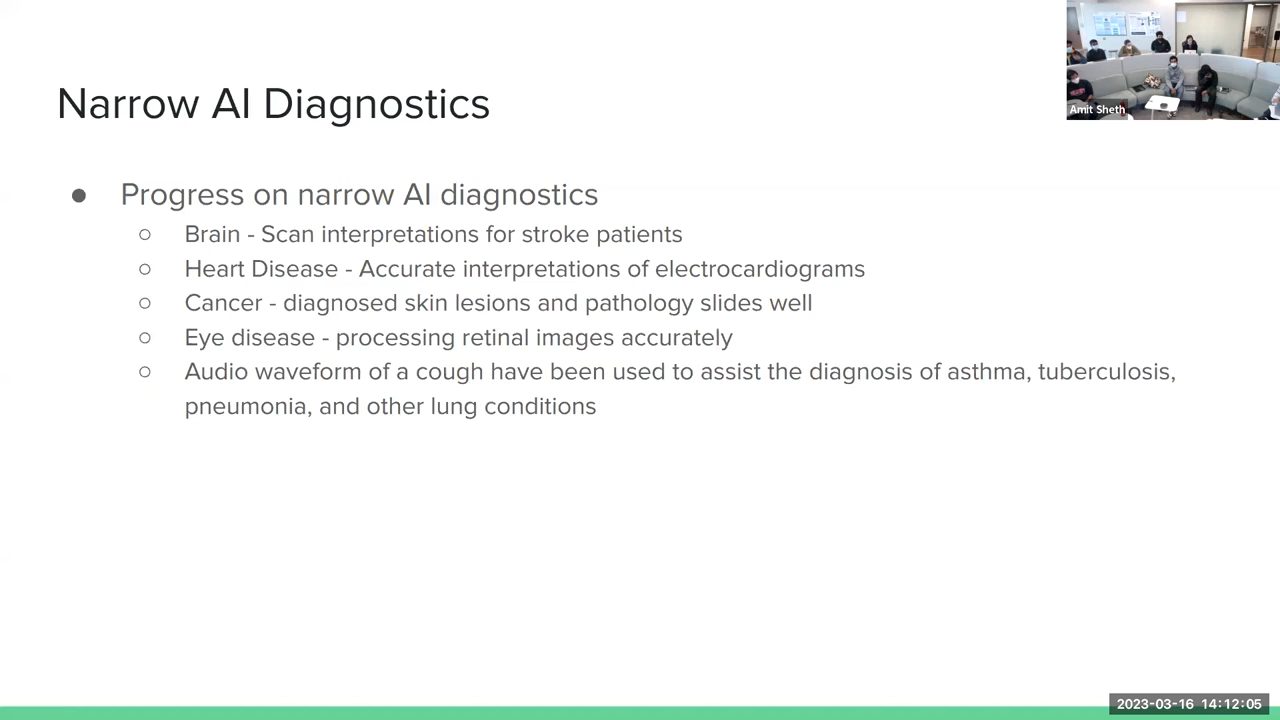 Narrow AI Diagnostics
Amit Sheth
● Progress on narrow AI diagnostics
○ Brain - Scan interpretations for stroke patients
○ Heart Disease - Accurate interpretations of electrocardiograms
○ Cancer - diagnosed skin lesions and pathology slides well
○ Eye disease - processing retinal images accurately
○ Audio waveform of a cough have been used to assist the diagnosis of asthma, tuberculosis,
pneumonia, and other lung conditions
2023-03-16 14:12:05